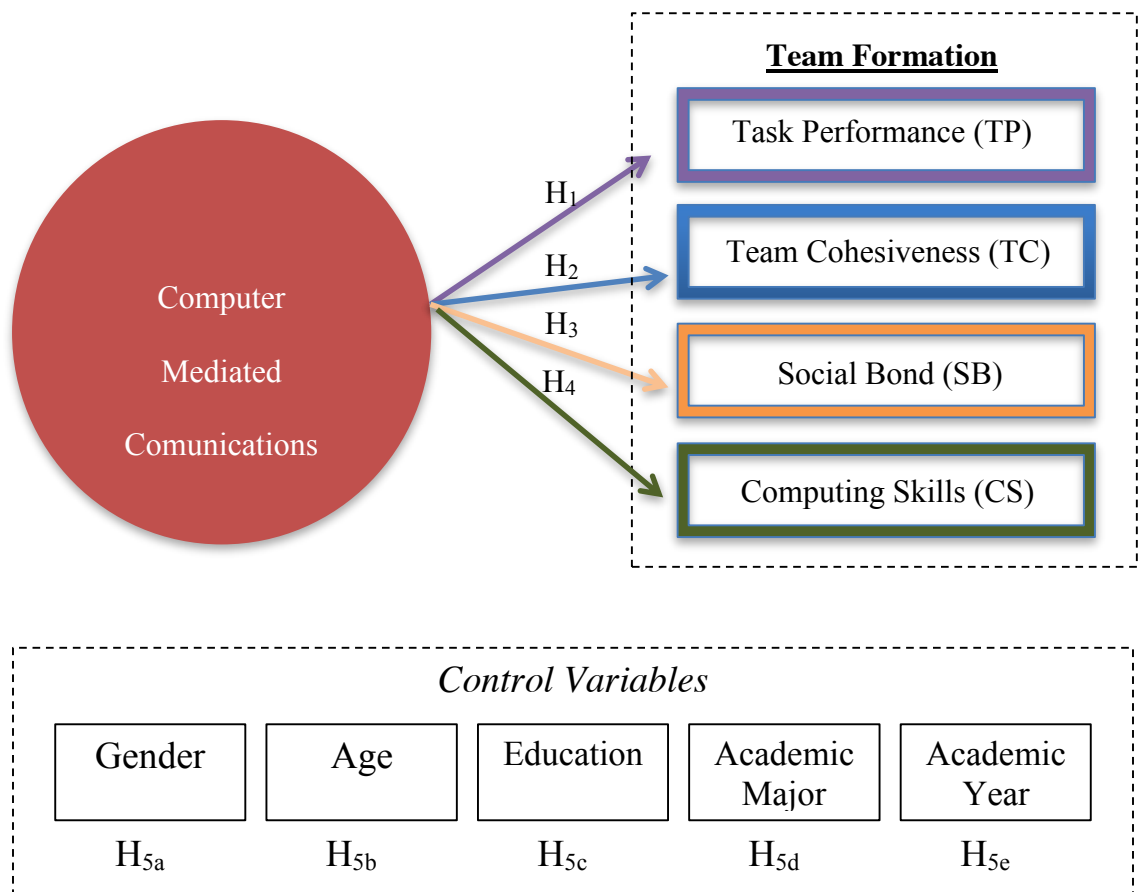 Team Formation
Task Performance (TP)
Team Cohesiveness (TC)
Social Bond (SB)
Computing Skills (CS)
H1
H2
H3
H4
Computer
Mediated
Comunications
Control Variables
Gender
Age
Education
Academic
Major
Academic
Year
H5a
H5b
H5c
H5d
H5e